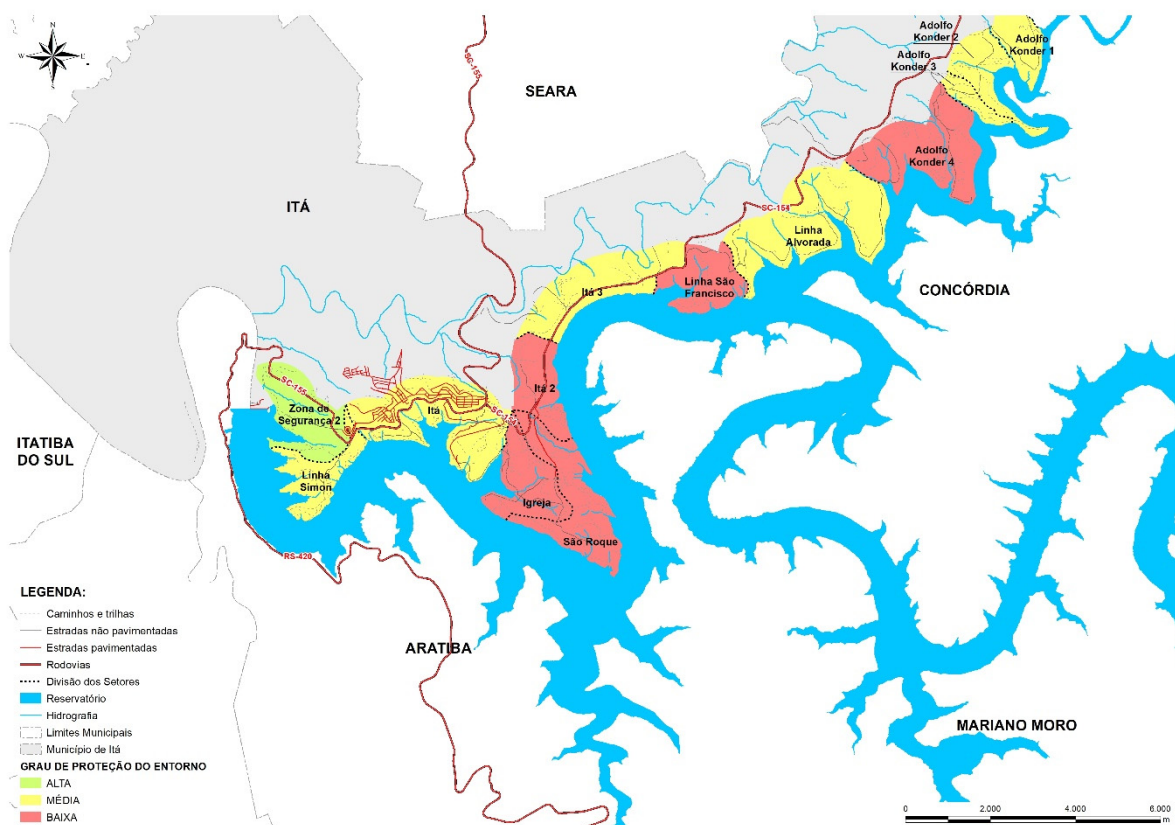 N
W
E
S
Adolfo
Konder 2
Adolfo
Konder 1
Adolfo
Konder 3
SC-155
SEARA
Adolfo
Konder 4
ITÁ
SC-154
Linha
Alvorada
Linha São
Francisco
Itá 3
CONCÓRDIA
SC-155
Itá 2
Zona de
Segurança 2
Itá
SC-154
ITATIBA
DO SUL
Linha
Simon
Igreja
São Roque
RS-420
ARATIBA
MARIANO MORO
LEGENDA:
Caminhos e trilhas
Estradas não pavimentadas
Estradas pavimentadas
Rodovias
Divisão dos Setores
Reservatório
Hidrografia
Limites Municipais
Município de Itá
GRAU DE PROTEÇÃO DO ENTORNO
ALTA
MÉDIA
BAIXA
0 2.000 4.000 6.000
m